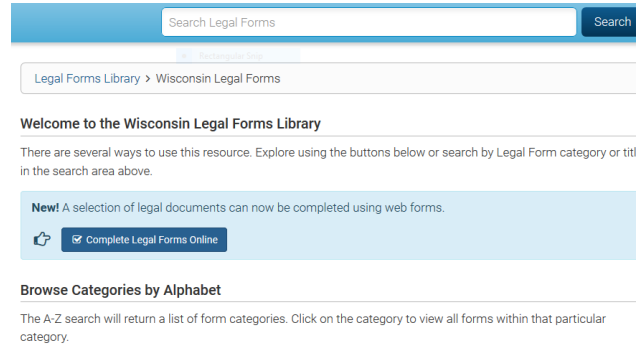 Search Legal Forms
Search
Rectangular Snip
Legal Forms Library > Wisconsin Legal Forms
Welcome to the Wisconsin Legal Forms Library
There are several ways to use this resource. Explore using the buttons below or search by Legal Form category or titl
in the search area above.
New! A selection of legal documents can now be completed using web forms.
Complete Legal Forms Online
Browse Categories by Alphabet
The A-Z search will return a list of form categories. Click on the category to view all forms within that particular
category.